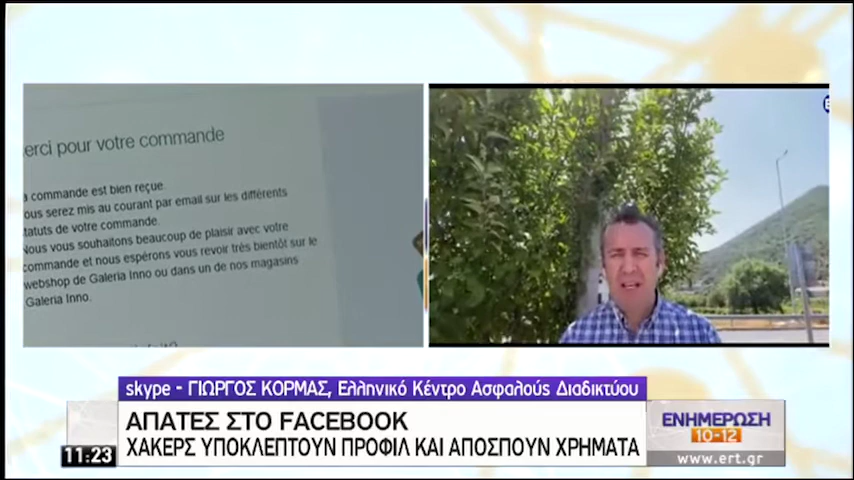 erci pour votre commande
a commande est bien reçue.
ous serez mis au courant par email sur les différents
tatuts de votre commande.
Nous vous souhaitons beaucoup de plaisir avec votre
commande et nous espérons vous revoir très bientôt sur le
webshop de Galeria Inno ou dans un de nos magasins
Galeria Inno.
skype - ΓΙΩΡΓΟΣ ΚΟΡΜΑΣ, Ελληνικό Κέντρο Ασφαλούς Διαδικτύου
ΑΠΑΤΕΣ ΣΤΟ FACEBOOK
ΧΑΚΕΡΣ ΥΠΟΚΛΕΠΤΟΥΝ ΠΡΟΦΙΛ ΚΑΙ ΑΠΟΣΠΟΥΝ ΧΡΗΜΑΤΑ
11:23
ΕΝΗΜΕΡΩΣΗ
10-12
www.ert.gr